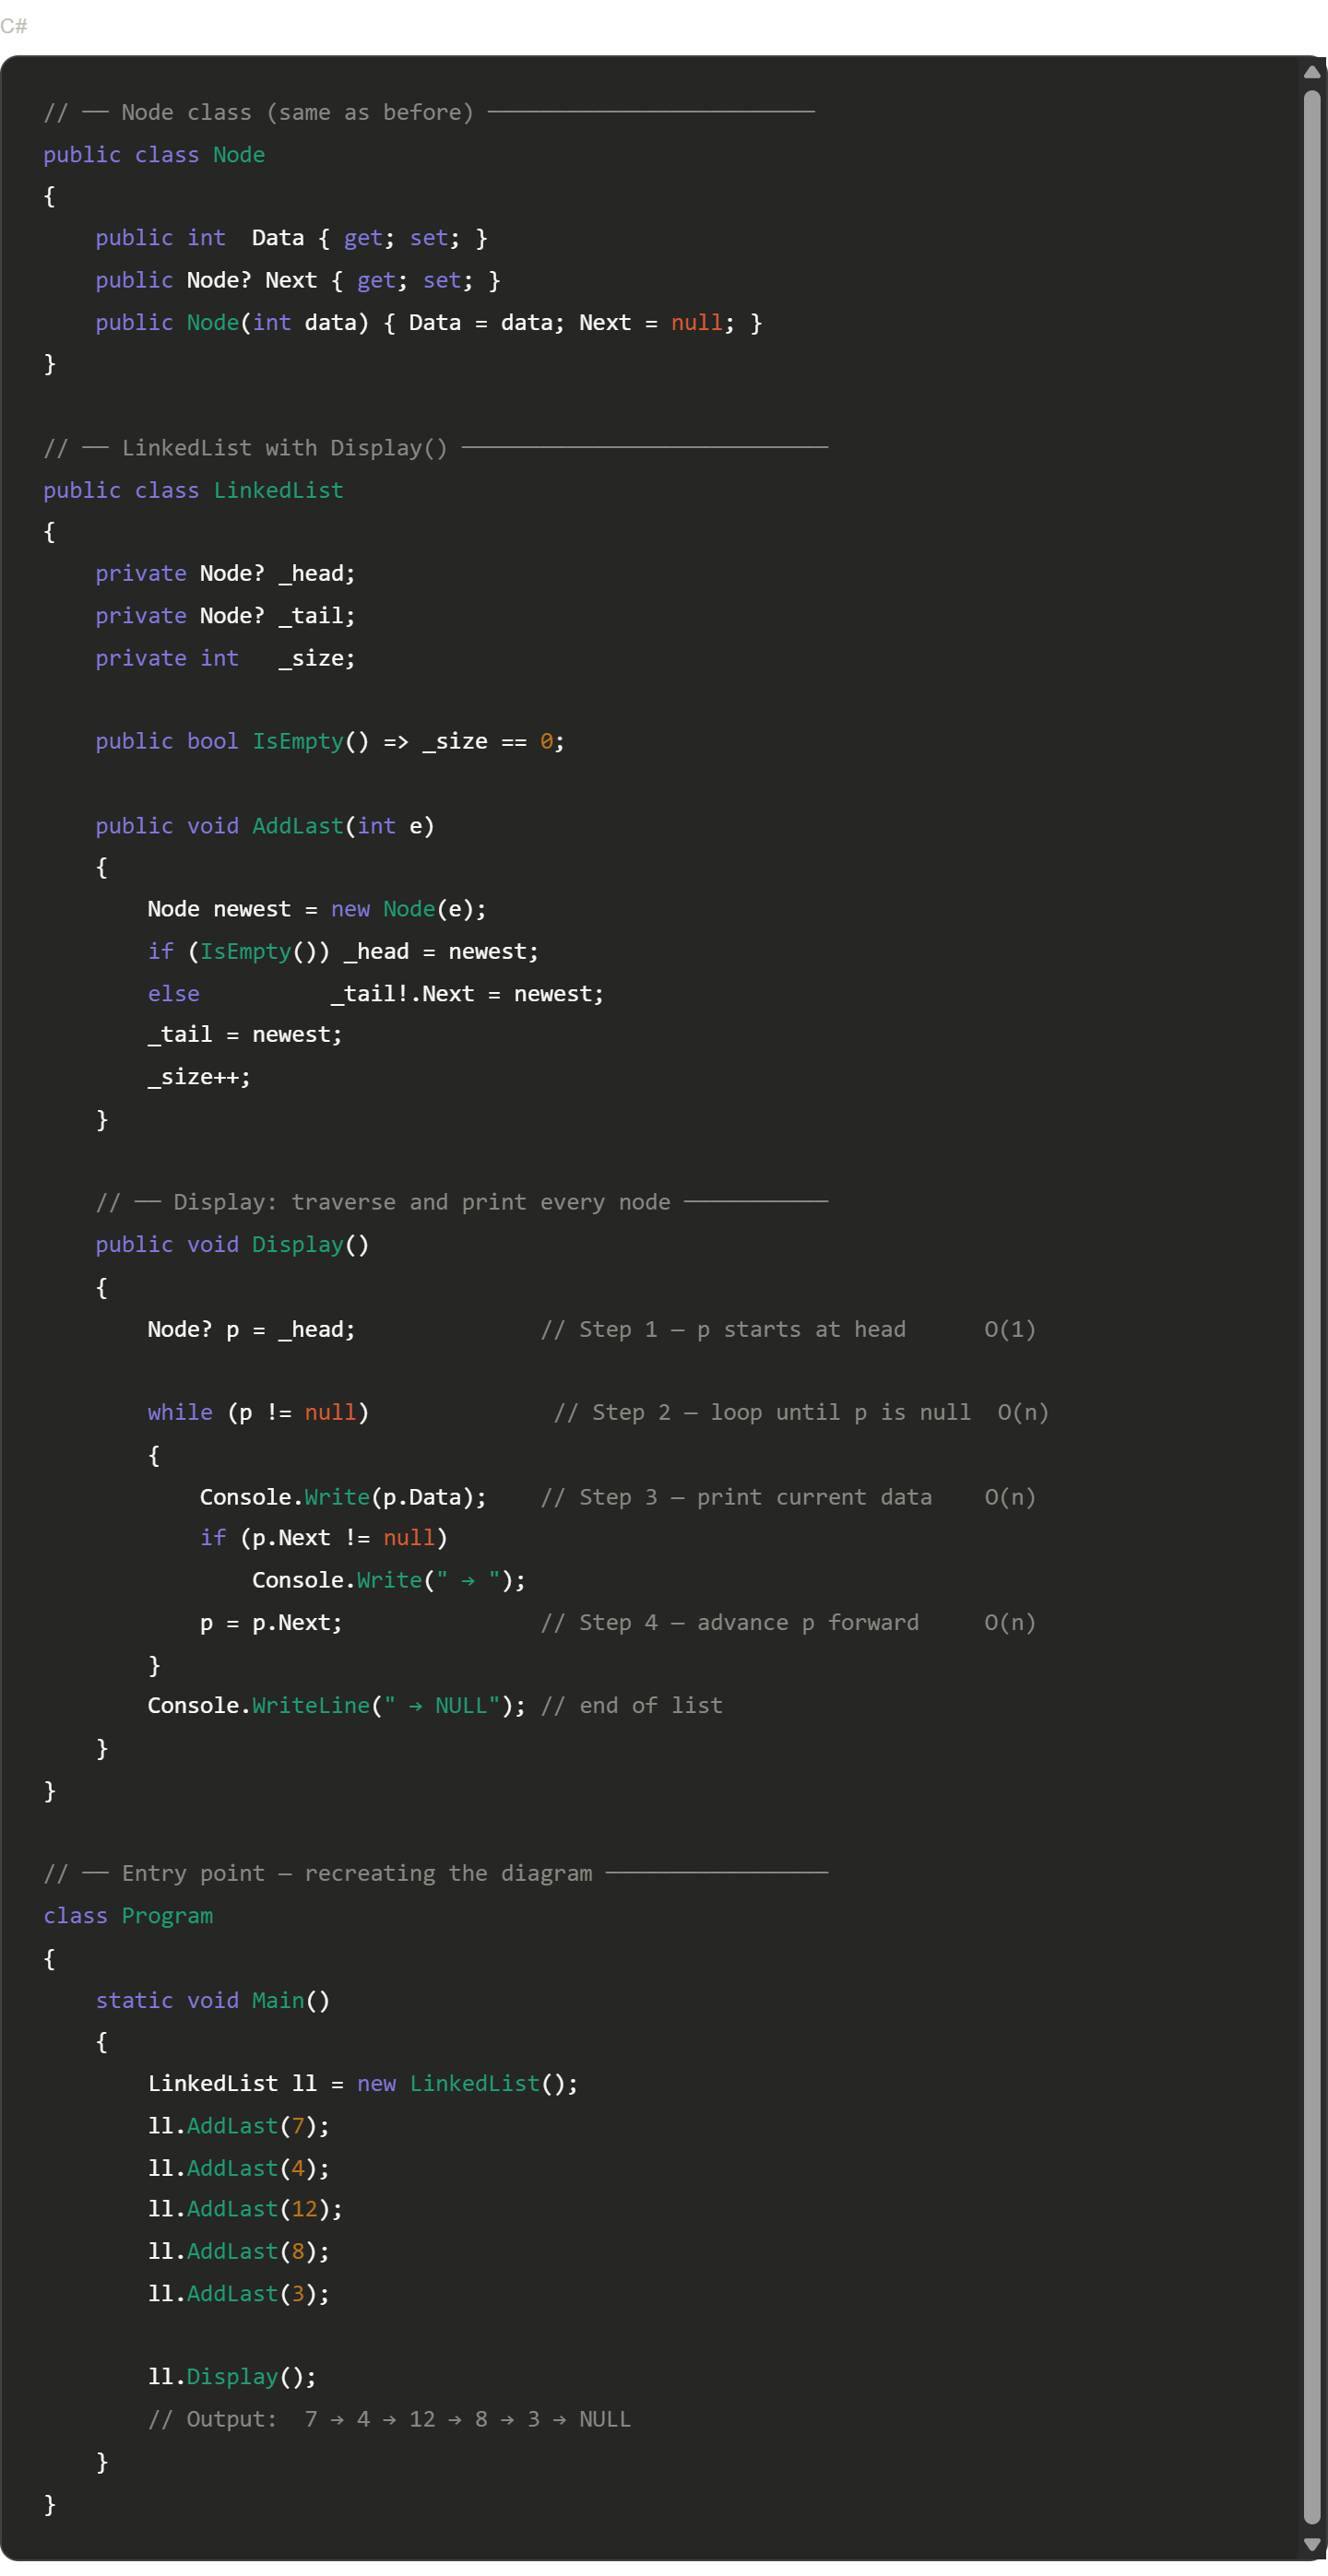 C#
// ── Node class (same as before) ─────────────────────────
public class Node
{
    public int  Data { get; set; }
    public Node? Next { get; set; }
    public Node(int data) { Data = data; Next = null; }
}
// ── LinkedList with Display() ────────────────────────────
public class LinkedList
{
    private Node? _head;
    private Node? _tail;
    private int   _size;
    public bool IsEmpty() => _size == 0;
    public void AddLast(int e)
    {
        Node newest = new Node(e);
        if (IsEmpty()) _head = newest;
        else          _tail!.Next = newest;
        _tail = newest;
        _size++;
    }
    // ── Display: traverse and print every node ───────────
    public void Display()
    {
        Node? p = _head;              // Step 1 — p starts at head      O(1)
        while (p != null)              // Step 2 — loop until p is null  O(n)
        {
            Console.Write(p.Data);    // Step 3 — print current data    O(n)
            if (p.Next != null)
                Console.Write(" → ");
            p = p.Next;               // Step 4 — advance p forward     O(n)
        }
        Console.WriteLine(" → NULL"); // end of list
    }
}
// ── Entry point — recreating the diagram ─────────────────
class Program
{
    static void Main()
    {
        LinkedList ll = new LinkedList();
        ll.AddLast(7);
        ll.AddLast(4);
        ll.AddLast(12);
        ll.AddLast(8);
        ll.AddLast(3);
        ll.Display();
        // Output:  7 → 4 → 12 → 8 → 3 → NULL
    }
}